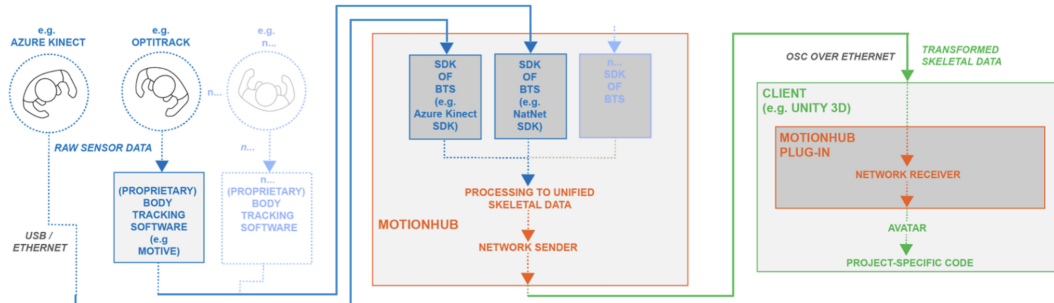 e.g.
AZURE KINECT
e.g.
OPTITRACK
e.g.
n...
n...
RAW SENSOR DATA
n...
(PROPRIETARY)
BODY
TRACKING
SOFTWARE
(e.g
MOTIVE)
n...
(PROPRIETARY)
BODY
TRACKING
SOFTWARE
USB /
ETHERNET
SDK
OF
BTS
(e.g.
Azure Kinect
SDK)
SDK
OF
BTS
(e.g.
NatNet
SDK)
n...
SDK
OF
BTS
PROCESSING TO UNIFIED
SKELETAL DATA
MOTIONHUB
NETWORK SENDER
OSC OVER ETHERNET
TRANSFORMED
SKELETAL DATA
CLIENT
(e.g. UNITY 3D)
MOTIONHUB
PLUG-IN
NETWORK RECEIVER
AVATAR
PROJECT-SPECIFIC CODE